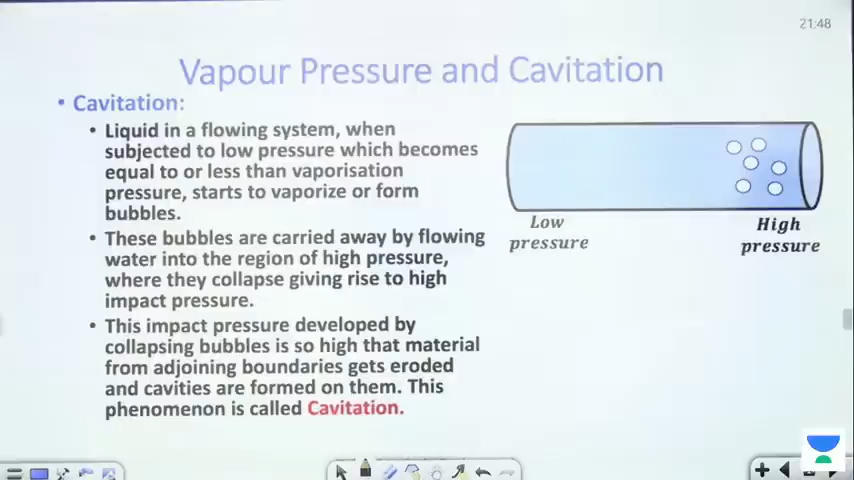 21:48
Vapour Pressure and Cavitation
• Cavitation:
• Liquid in a flowing system, when
subjected to low pressure which becomes
equal to or less than vaporisation
pressure, starts to vaporize or form
bubbles.
• These bubbles are carried away by flowing
water into the region of high pressure,
where they collapse giving rise to high
impact pressure.
• This impact pressure developed by
collapsing bubbles is so high that material
from adjoining boundaries gets eroded
and cavities are formed on them. This
phenomenon is called Cavitation.
Low
pressure
High
pressure